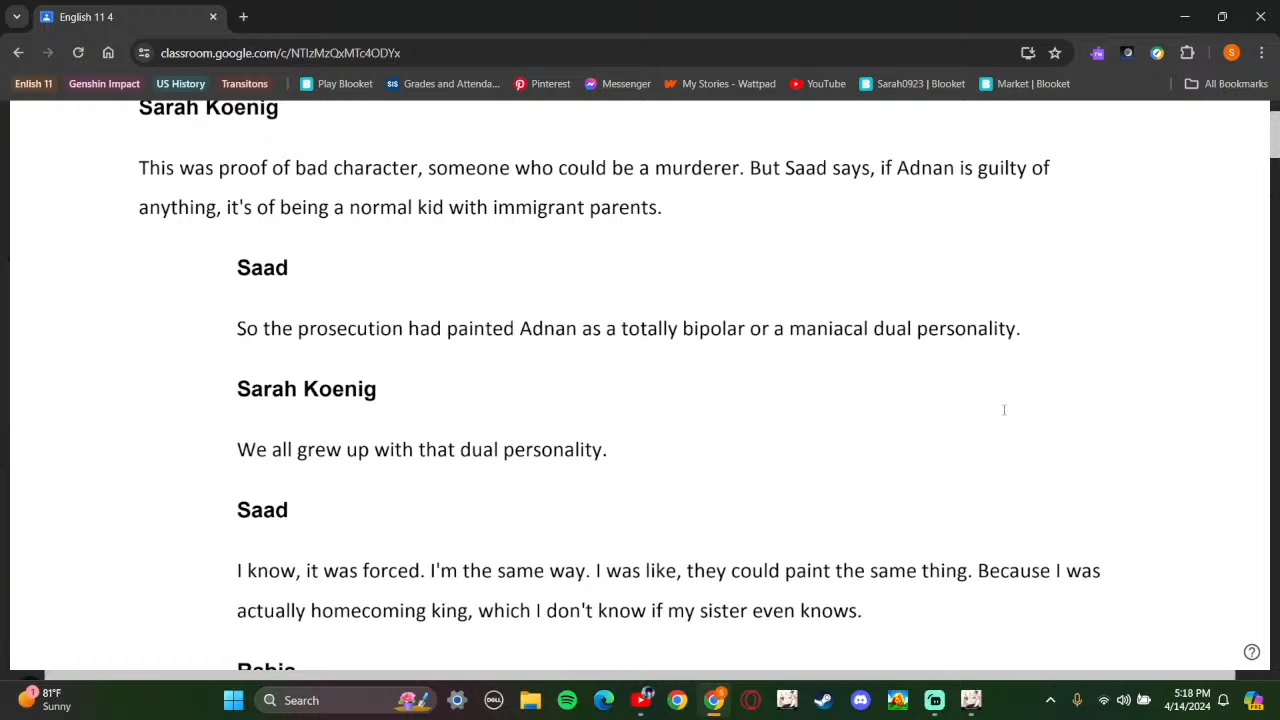 English 11 4
classroom.google.com/c/NTIzMzOxMTc4ODYx
S
Enlish 11 Genshin Impact US History Transitons Play Blooket SIS Grades and Attenda... Pinterest Messenger My Stories - Wattpad YouTube Sarah0923 | Blooket Market | Blooket All Bookmarks
Sarah Koenig
This was proof of bad character, someone who could be a murderer. But Saad says, if Adnan is guilty of
anything, it's of being a normal kid with immigrant parents.
Saad
So the prosecution had painted Adnan as a totally bipolar or a maniacal dual personality.
Sarah Koenig
We all grew up with that dual personality.
Saad
I know, it was forced. I'm the same way. I was like, they could paint the same thing. Because I was
actually homecoming king, which I don't know if my sister even knows.
Rabia
81°F
Sunny
Search
5:18 PM
4/14/2024